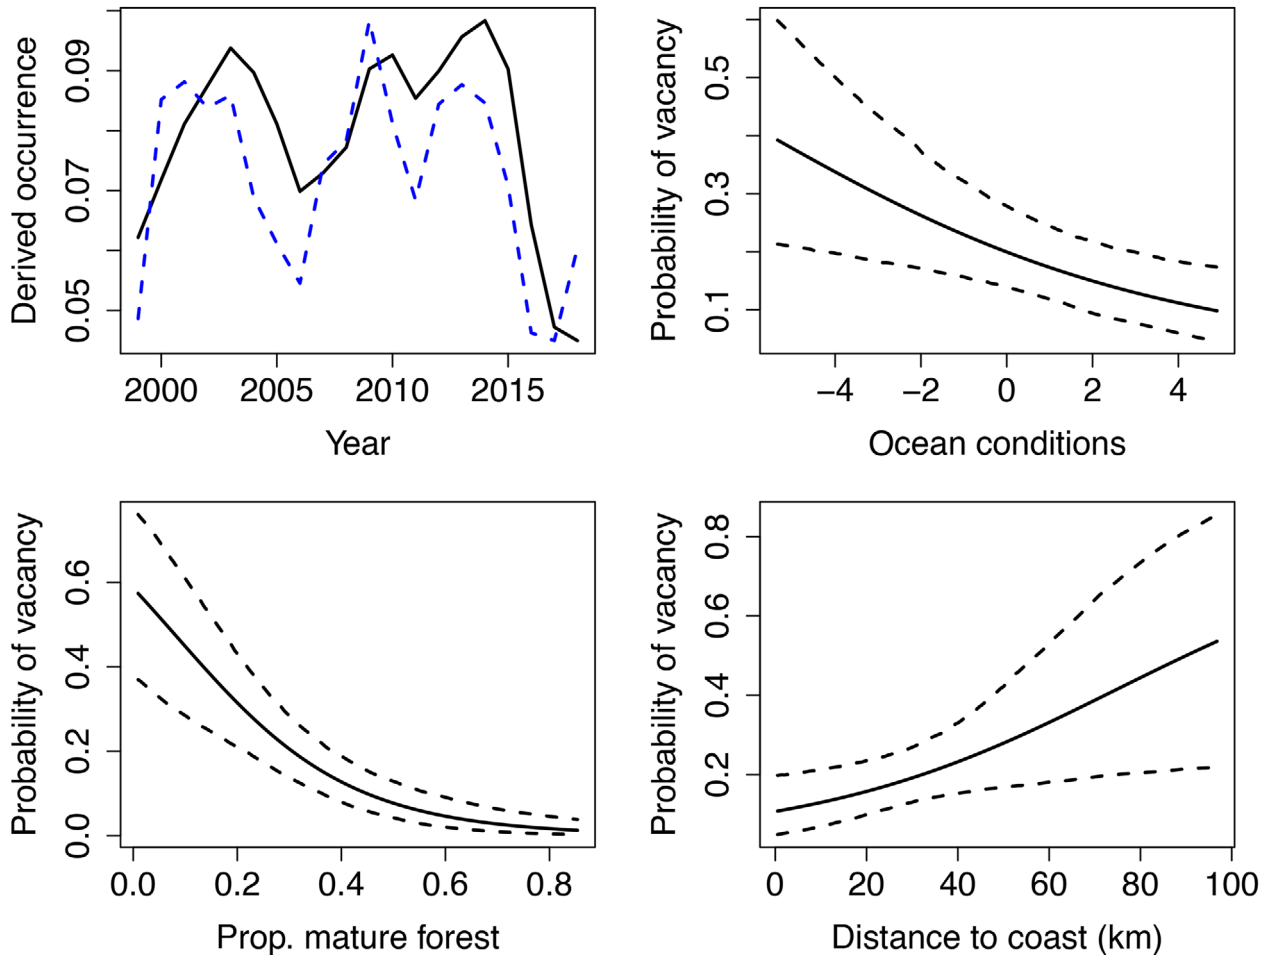 Derived occurrence
0.05 0.07 0.09
2000 2005 2010 2015
Year
Probability of vacancy
0.1 0.3 0.5
−4 −2 0 2 4
Ocean conditions
Probability of vacancy
0.0 0.2 0.4 0.6
0.0 0.2 0.4 0.6 0.8
Prop. mature forest
Probability of vacancy
0.2 0.4 0.6 0.8
0 20 40 60 80 100
Distance to coast (km)